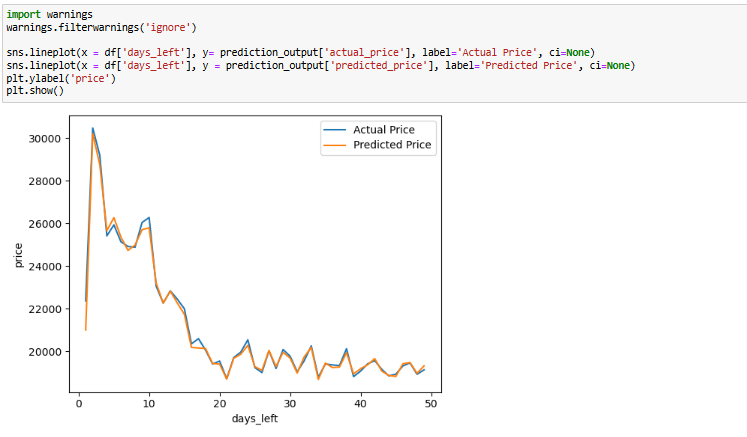 import warnings
warnings.filterwarnings('ignore')
sns.lineplot(x = df['days_left'], y= prediction_output['actual_price'], label='Actual Price', ci=None)
sns.lineplot(x = df['days_left'], y = prediction_output['predicted_price'], label='Predicted Price', ci=None)
plt.ylabel('price')
plt.show()
Actual Price
Predicted Price
30000
28000
26000
24000
22000
20000
price
0 10 20 30 40 50
days_left